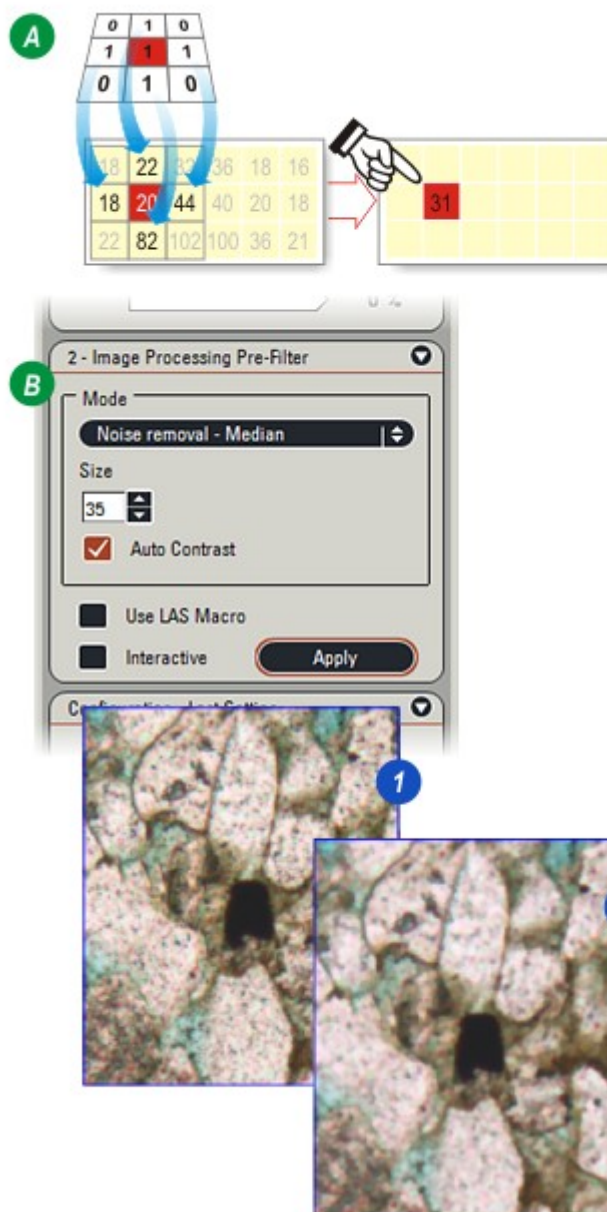 0 1 0
A
1 1 1
0 1 0
18 22 32 36 18 16
18 20 44 40 20 18
31
22 82 102 100 36 21
0 %
2 - Image Processing Pre-Filter
B
Mode
Noise removal - Median
Size
35
Auto Contrast
Use LAS Macro
Interactive
Apply
1